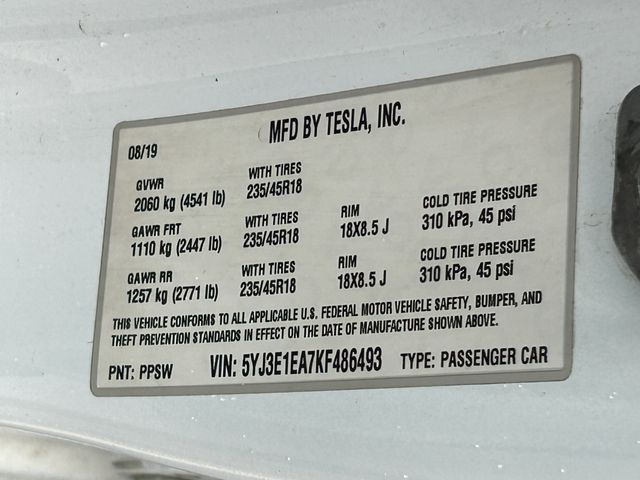 MFD BY TESLA, INC.
08/19
GVWR WITH TIRES
2060 kg (4541 lb) 235/45R18
GAWR FRT WITH TIRES RIM COLD TIRE PRESSURE
1110 kg (2447 lb) 235/45R18 18X8.5 J 310 kPa, 45 psi
GAWR RR WITH TIRES RIM COLD TIRE PRESSURE
1257 kg (2771 lb) 235/45R18 18X8.5 J 310 kPa, 45 psi
THIS VEHICLE CONFORMS TO ALL APPLICABLE U.S. FEDERAL MOTOR VEHICLE SAFETY, BUMPER, AND
THEFT PREVENTION STANDARDS IN EFFECT ON THE DATE OF MANUFACTURE SHOWN ABOVE.
PNT: PPSW VIN: 5YJ3E1EA7KF486493 TYPE: PASSENGER CAR